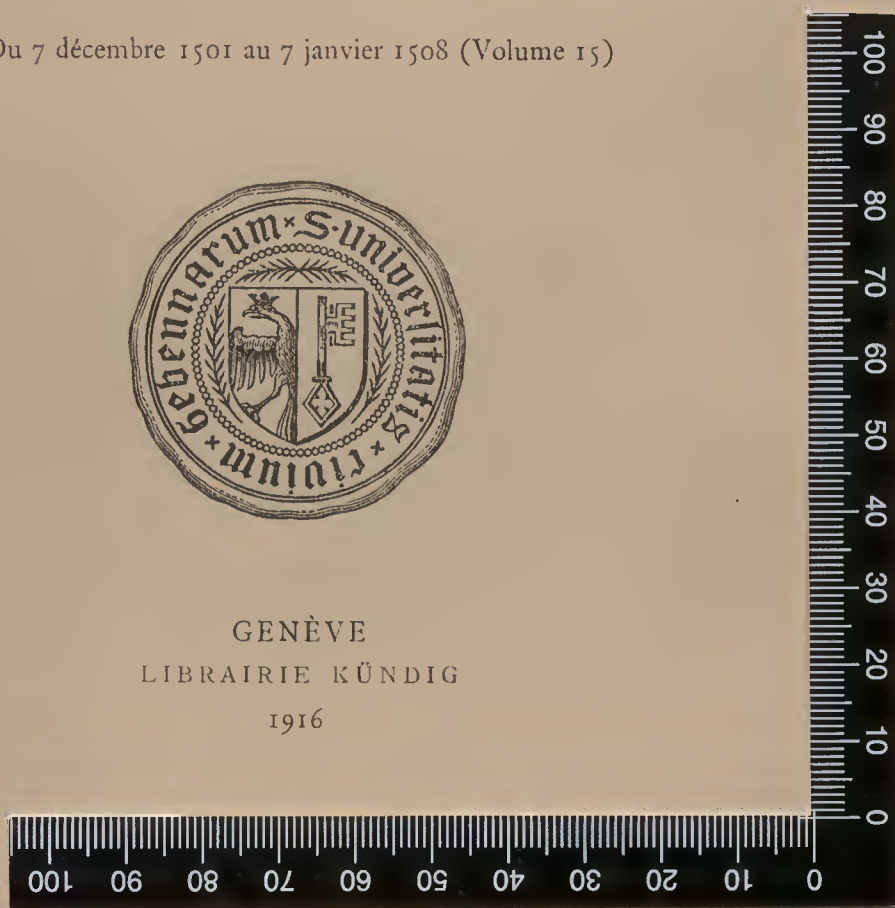 Du 7 décembre 1501 au 7 janvier 1508 (Volume 15)
S. universitatis × civium × gebennarum ×
GENÈVE
LIBRAIRIE KÜNDIG
1916
100
90
80
70
60
50
40
30
20
10
0
100 90 80 70 60 50 40 30 20 10 0